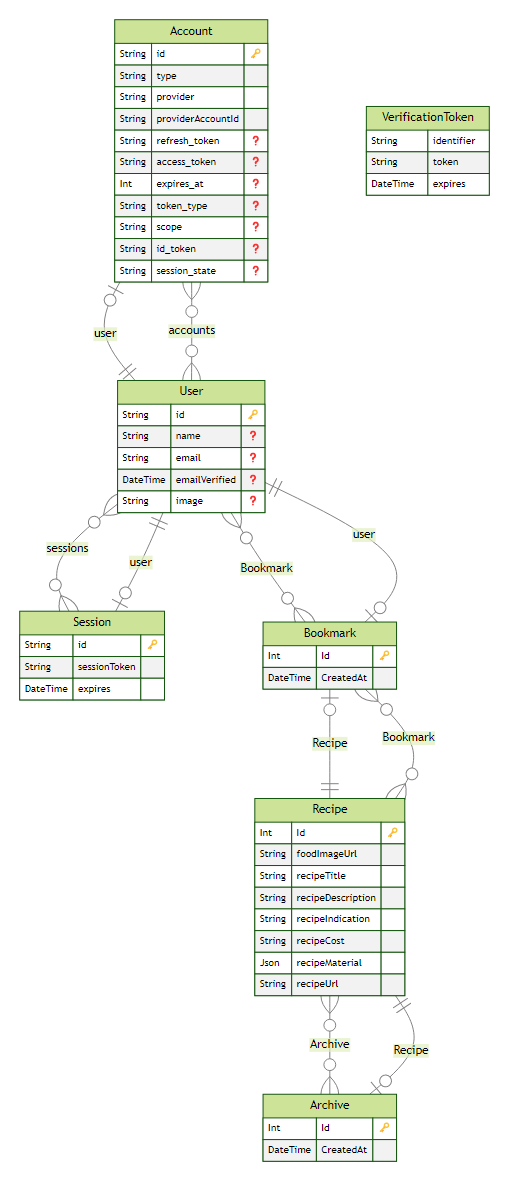 Account
String id
String type
String provider
String providerAccountId
String refresh_token ?
String access_token ?
Int expires_at ?
String token_type ?
String scope ?
String id_token ?
String session_state ?
VerificationToken
String identifier
String token
DateTime expires
user
accounts
User
String id
String name ?
String email ?
DateTime emailVerified ?
String image ?
sessions
user
Bookmark
user
Session
String id
String sessionToken
DateTime expires
Bookmark
Int Id
DateTime CreatedAt
Recipe
Bookmark
Recipe
Int Id
String foodImageUrl
String recipeTitle
String recipeDescription
String recipeIndication
String recipeCost
Json recipeMaterial
String recipeUrl
Archive
Recipe
Archive
Int Id
DateTime CreatedAt